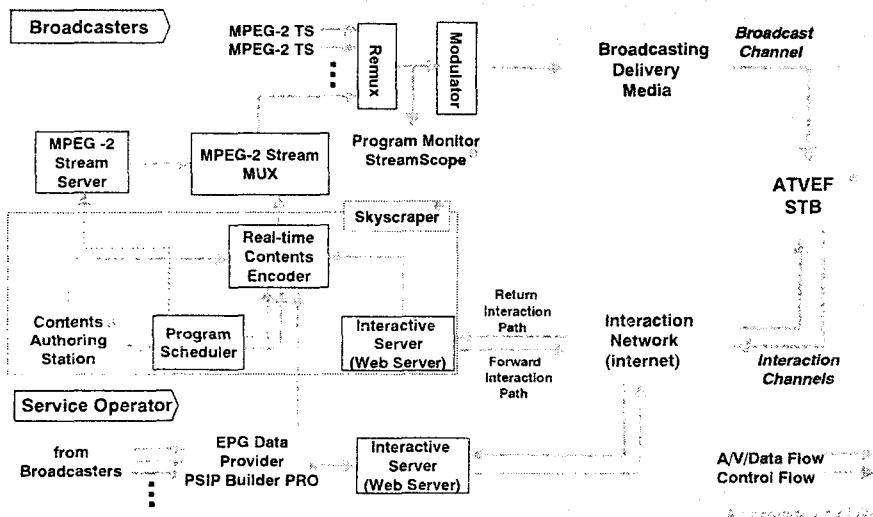 Broadcasters
MPEG-2 TS
MPEG-2 TS
Remux
Modulator
Broadcasting
Delivery
Media
Broadcast
Channel
Program Monitor
StreamScope
MPEG -2
Stream
Server
MPEG-2 Stream
MUX
ATVEF
STB
Skyscraper
Real-time
Contents
Encoder
Contents
Authoring
Station
Program
Scheduler
Interactive
Server
(Web Server)
Return
Interaction
Path
Forward
Interaction
Path
Interaction
Network
(internet)
Interaction
Channels
Service Operator
from
Broadcasters
EPG Data
Provider
PSIP Builder PRO
Interactive
Server
(Web Server)
A/V/Data Flow
Control Flow